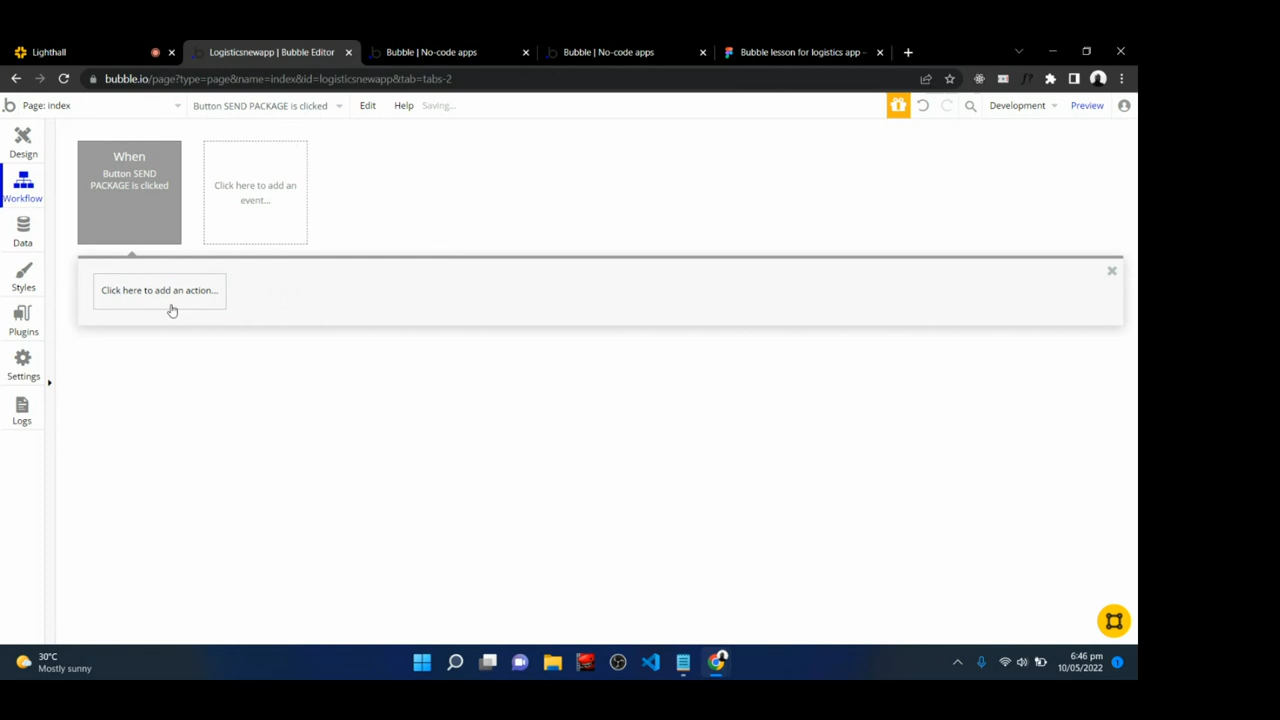 Lighthall
Logisticsnewapp | Bubble Editor
Bubble | No-code apps
Bubble | No-code apps
Bubble lesson for logistics app –
bubble.io/page?type=page&name=index&id=logisticsnewapp&tab=tabs-2
Page: index
Button SEND PACKAGE is clicked
Edit
Help
Saving...
Development
Preview
Design
Workflow
Data
Styles
Plugins
Settings
Logs
When
Button SEND
PACKAGE is clicked
Click here to add an
event...
Click here to add an action...
30°C
Mostly sunny
6:46 pm
10/05/2022
1